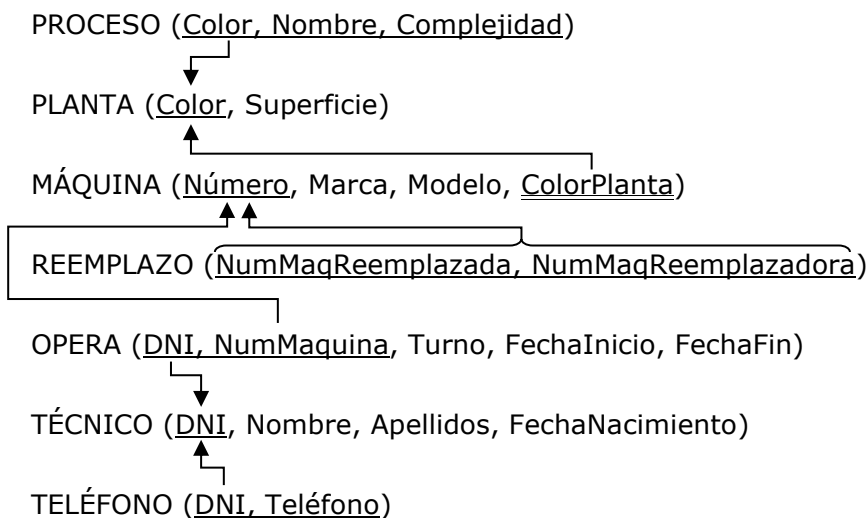 PROCESO (Color, Nombre, Complejidad)
PLANTA (Color, Superficie)
MÁQUINA (Número, Marca, Modelo, ColorPlanta)
REEMPLAZO (NumMaqReemplazada, NumMaqReemplazadora)
OPERA (DNI, NumMaquina, Turno, FechaInicio, FechaFin)
TÉCNICO (DNI, Nombre, Apellidos, FechaNacimiento)
TELÉFONO (DNI, Teléfono)